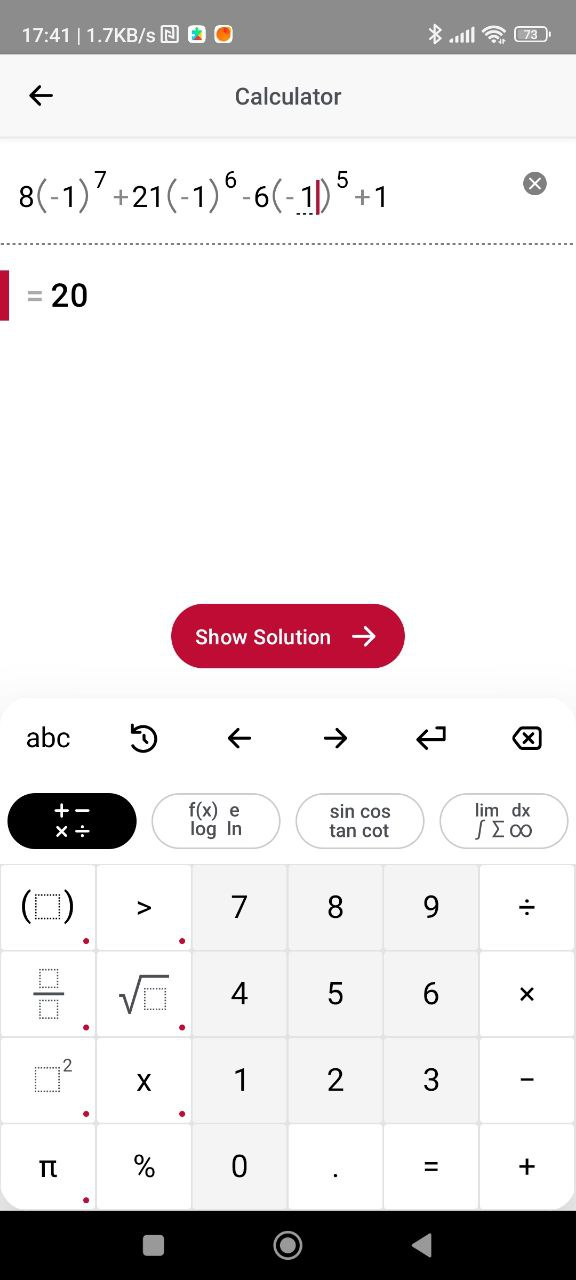 17:41 | 1.7KB/s
73
Calculator
8(-1)⁷+21(-1)⁶-6(-1)⁵+1
= 20
Show Solution →
abc ← →
+ − × ÷
f(x) e log ln
sin cos tan cot
lim dx ∫ Σ ∞
( ) > 7 8 9 ÷
√ 4 5 6 ×
2 x 1 2 3 −
π % 0 . = +